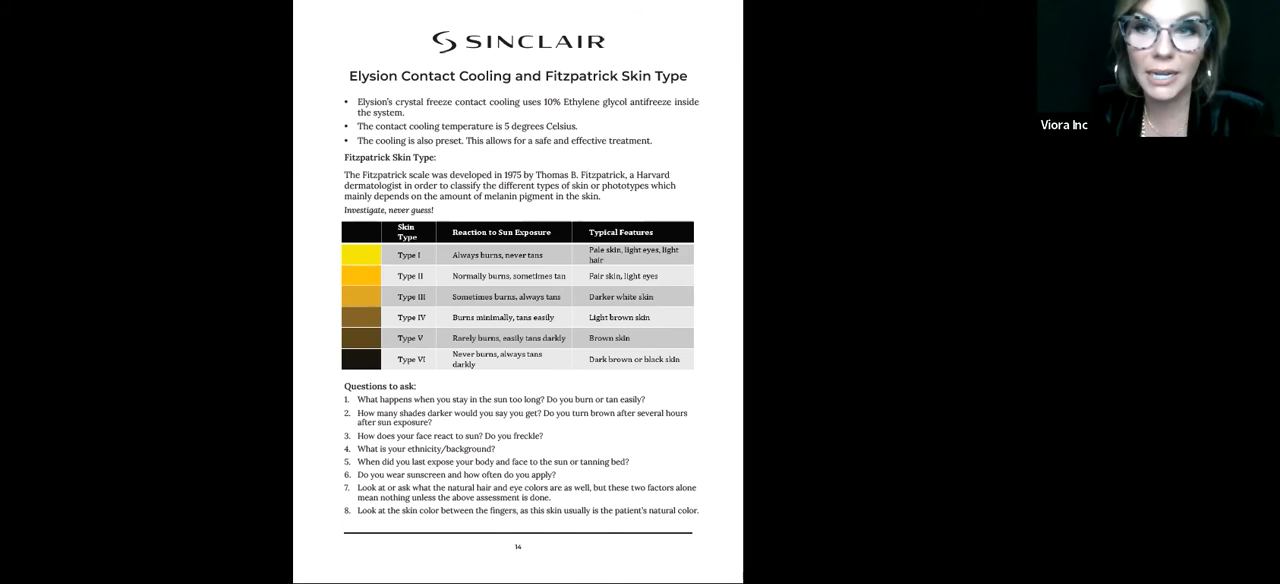 SINCLAIR
Elysion Contact Cooling and Fitzpatrick Skin Type
• Elysion's crystal freeze contact cooling uses 10% Ethylene glycol antifreeze inside
the system.
• The contact cooling temperature is 5 degrees Celsius.
• The cooling is also preset. This allows for a safe and effective treatment.
Fitzpatrick Skin Type:
The Fitzpatrick scale was developed in 1975 by Thomas B. Fitzpatrick, a Harvard
dermatologist in order to classify the different types of skin or phototypes which
mainly depends on the amount of melanin pigment in the skin.
Investigate, never guess!
Skin Type Reaction to Sun Exposure Typical Features
Type I Always burns, never tans Pale skin, light eyes, light hair
Type II Normally burns, sometimes tan Fair skin, light eyes
Type III Sometimes burns, always tans Darker white skin
Type IV Burns minimally, tans easily Light brown skin
Type V Rarely burns, easily tans darkly Brown skin
Type VI Never burns, always tans darkly Dark brown or black skin
Questions to ask:
1. What happens when you stay in the sun too long? Do you burn or tan easily?
2. How many shades darker would you say you get? Do you turn brown after several hours
after sun exposure?
3. How does your face react to sun? Do you freckle?
4. What is your ethnicity/background?
5. When did you last expose your body and face to the sun or tanning bed?
6. Do you wear sunscreen and how often do you apply?
7. Look at or ask what the natural hair and eye colors are as well, but these two factors alone
mean nothing unless the above assessment is done.
8. Look at the skin color between the fingers, as this skin usually is the patient's natural color.
14
Viora Inc